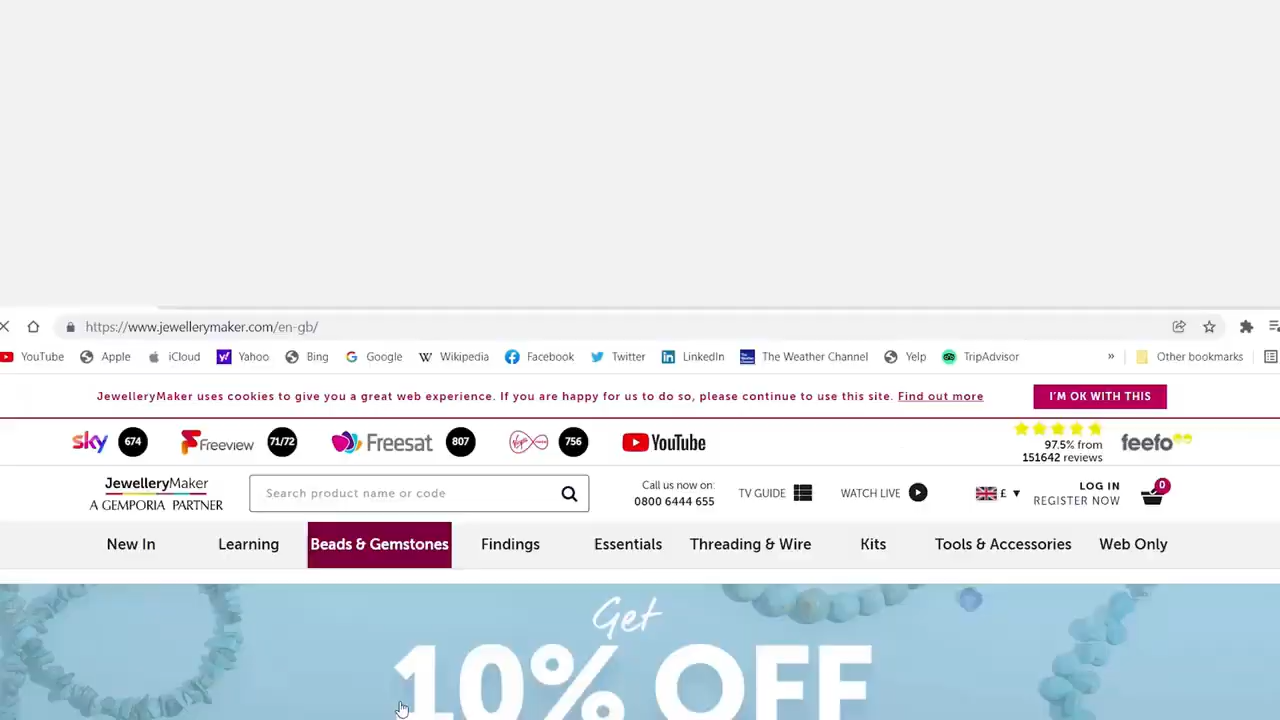 https://www.jewellerymaker.com/en-gb/
YouTube Apple iCloud Yahoo Bing Google Wikipedia Facebook Twitter LinkedIn The Weather Channel Yelp TripAdvisor » Other bookmarks
JewelleryMaker uses cookies to give you a great web experience. If you are happy for us to do so, please continue to use this site. Find out more I'M OK WITH THIS
sky 674 Freeview 71/72 Freesat 807 Virgin media 756 YouTube 97.5% from feefo
151642 reviews
JewelleryMaker
A GEMPORIA PARTNER
Search product name or code
Call us now on:
0800 6444 655
TV GUIDE
WATCH LIVE
£
LOG IN
REGISTER NOW
0
New In Learning Beads & Gemstones Findings Essentials Threading & Wire Kits Tools & Accessories Web Only
Get
10% OFF